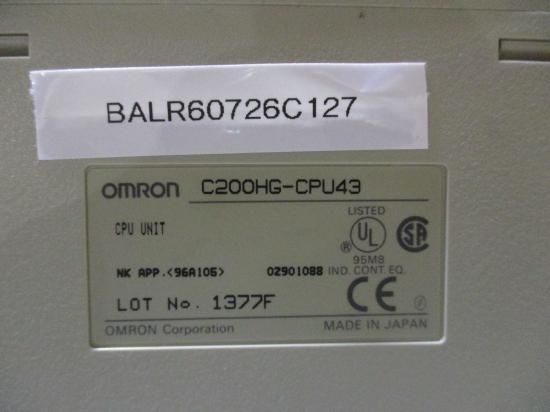 BALR60726C127
OMRON C200HG-CPU43
CPU UNIT
LISTED
UL
®
SA
95M8
NK APP.<96A105> 02901088 IND. CONT. EQ.
LOT No. 1377F
CE
OMRON Corporation MADE IN JAPAN